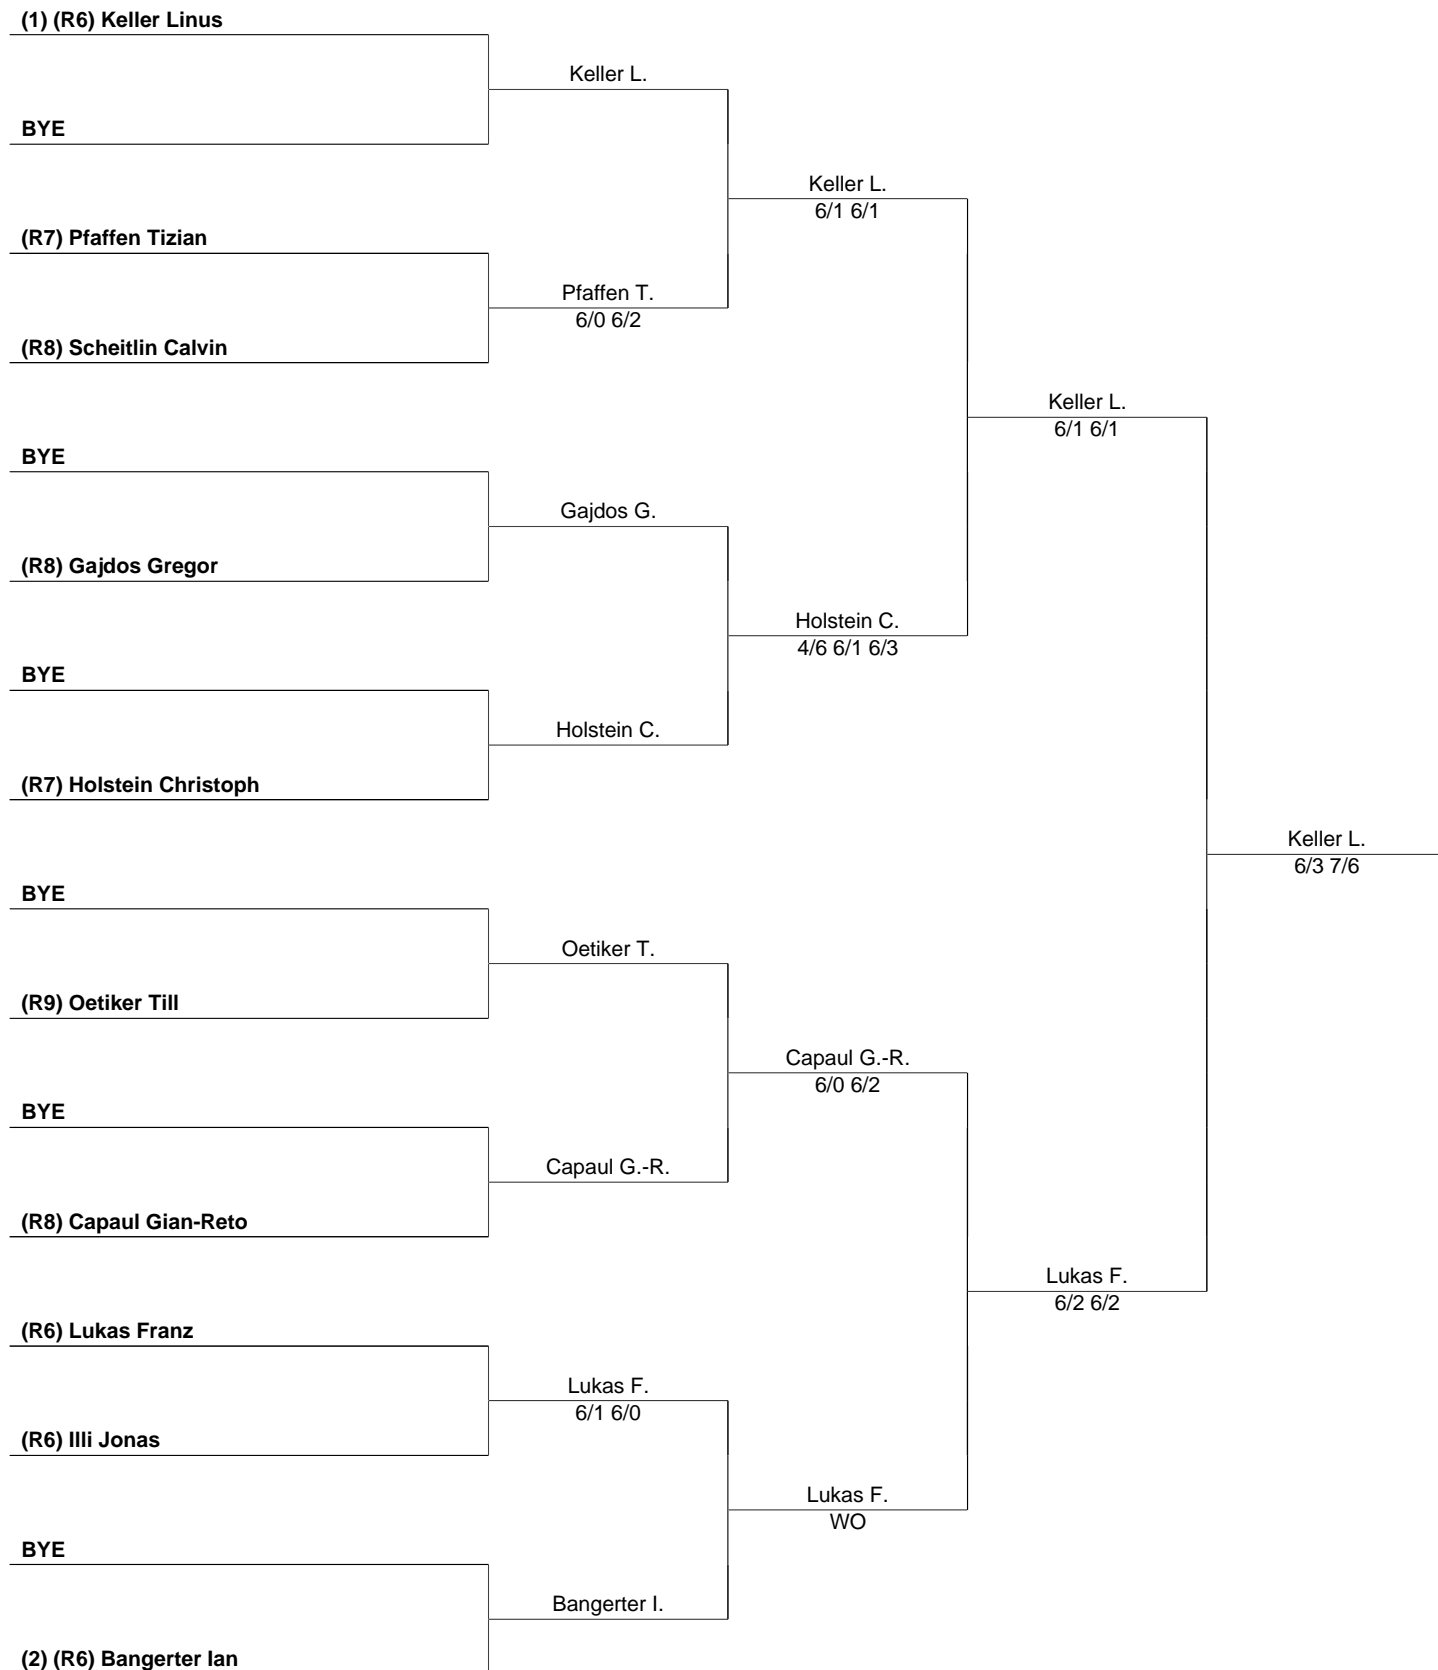 (1) (R6) Keller Linus
Keller L.
BYE
Keller L.
6/1 6/1
(R7) Pfaffen Tizian
Pfaffen T.
6/0 6/2
(R8) Scheitlin Calvin
Keller L.
6/1 6/1
BYE
Gajdos G.
(R8) Gajdos Gregor
Holstein C.
4/6 6/1 6/3
BYE
Holstein C.
(R7) Holstein Christoph
Keller L.
6/3 7/6
BYE
Oetiker T.
(R9) Oetiker Till
Capaul G.-R.
6/0 6/2
BYE
Capaul G.-R.
(R8) Capaul Gian-Reto
Lukas F.
6/2 6/2
(R6) Lukas Franz
Lukas F.
6/1 6/0
(R6) Illi Jonas
Lukas F.
WO
BYE
Bangerter I.
(2) (R6) Bangerter Ian